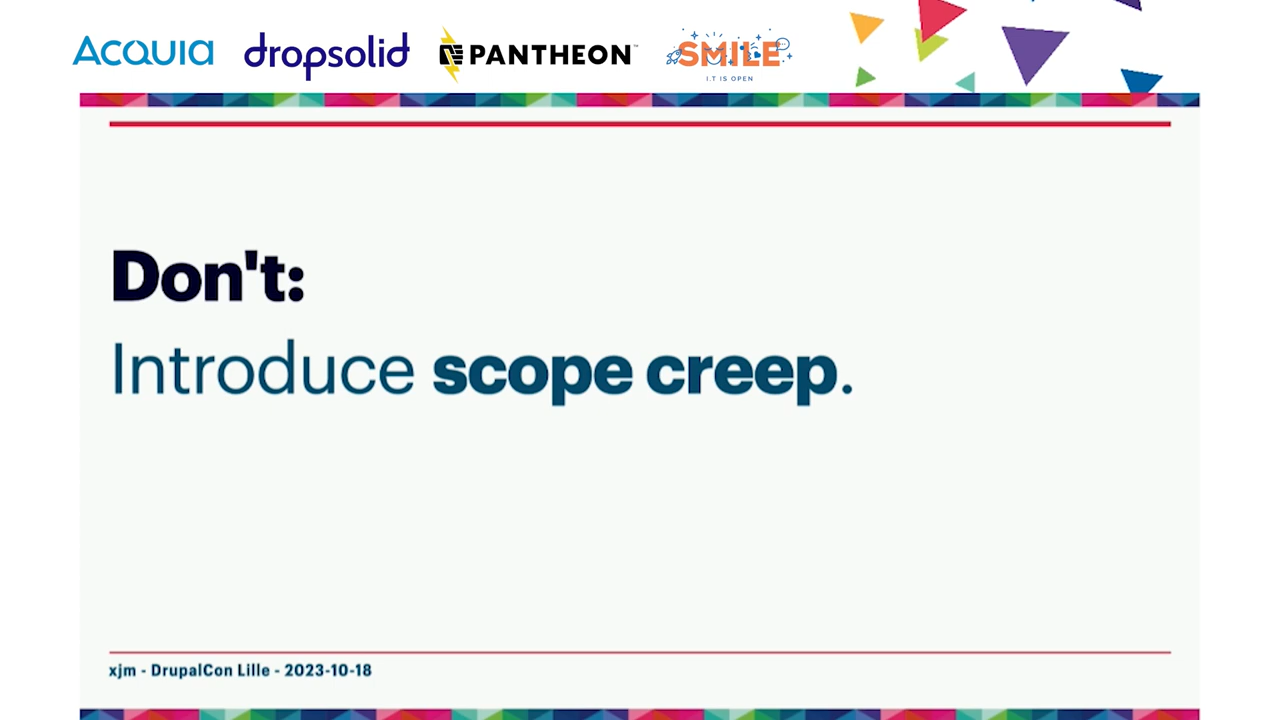 ACQUIA dropsolid PANTHEON SMILE
I.T IS OPEN
Don't:
Introduce scope creep.
xjm - DrupalCon Lille - 2023-10-18